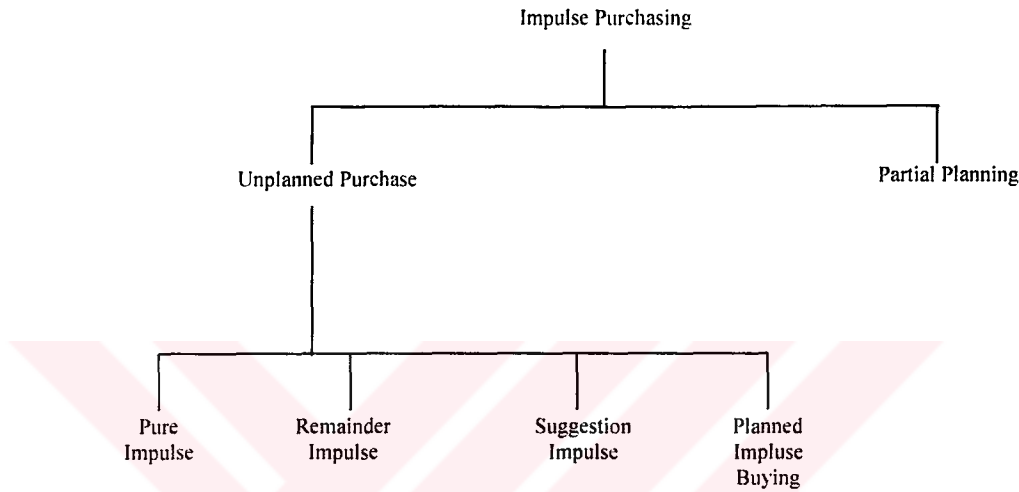 Impulse Purchasing
Unplanned Purchase
Partial Planning
Pure
Impulse
Remainder
Impulse
Suggestion
Impulse
Planned
Impluse
Buying